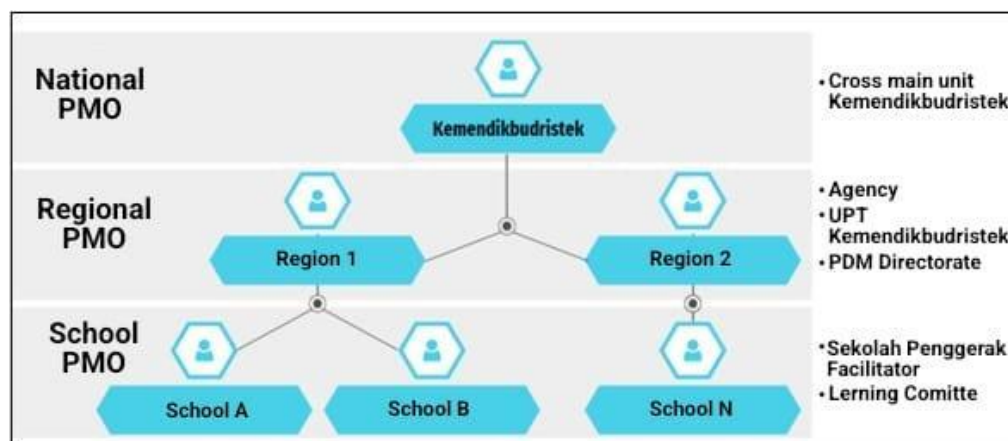 National
PMO
Kemendikbudristek
• Cross main unit
Kemendikbudristek
Regional
PMO
Region 1
Region 2
• Agency
• UPT
Kemendikbudristek
• PDM Directorate
School
PMO
School A
School B
School N
• Sekolah Penggerak
Facilitator
• Lerning Comitte